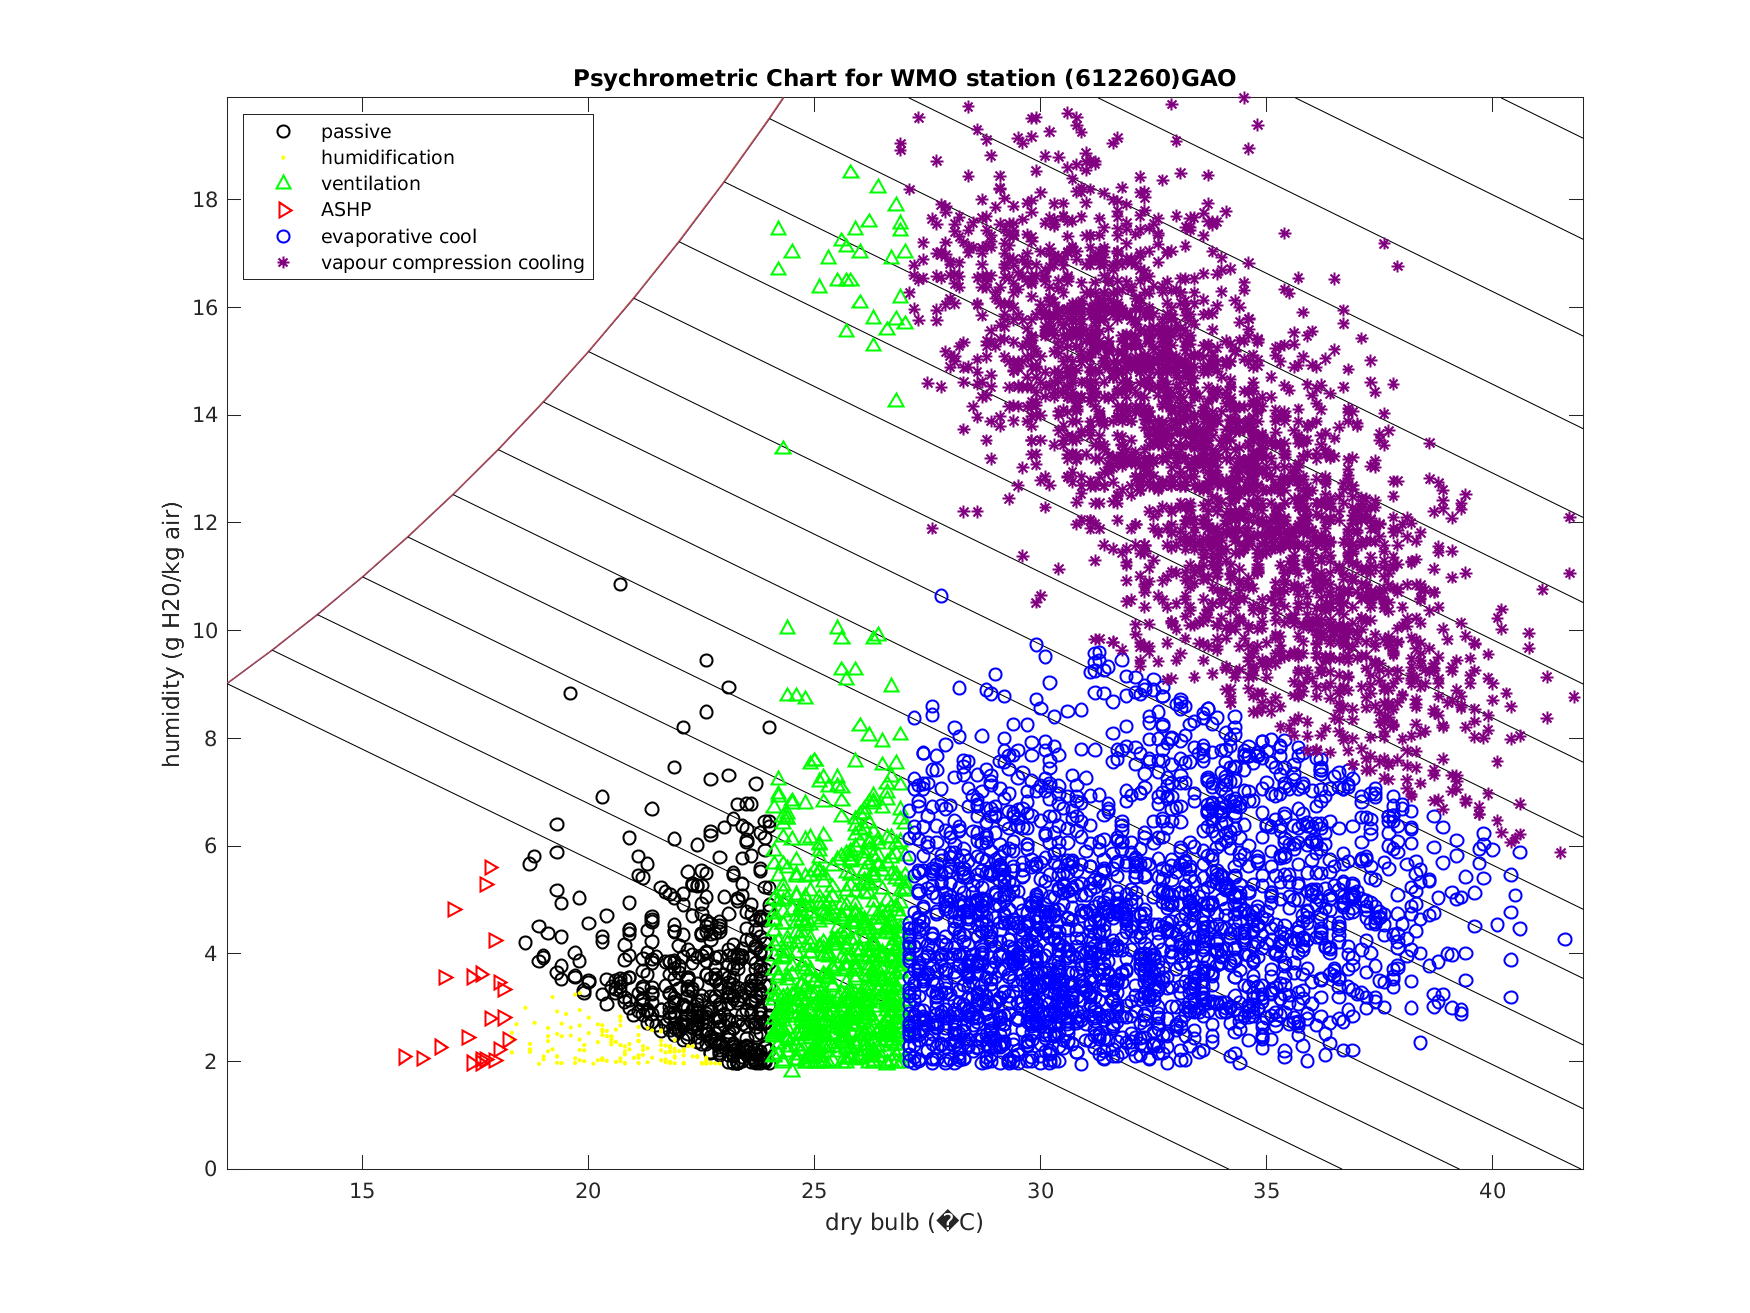 Psychrometric Chart for WMO station (612260)GAO
passive
humidification
ventilation
ASHP
evaporative cool
vapour compression cooling
humidity (g H20/kg air)
18
16
14
12
10
8
6
4
2
0
15
20
25
30
35
40
dry bulb (�C)